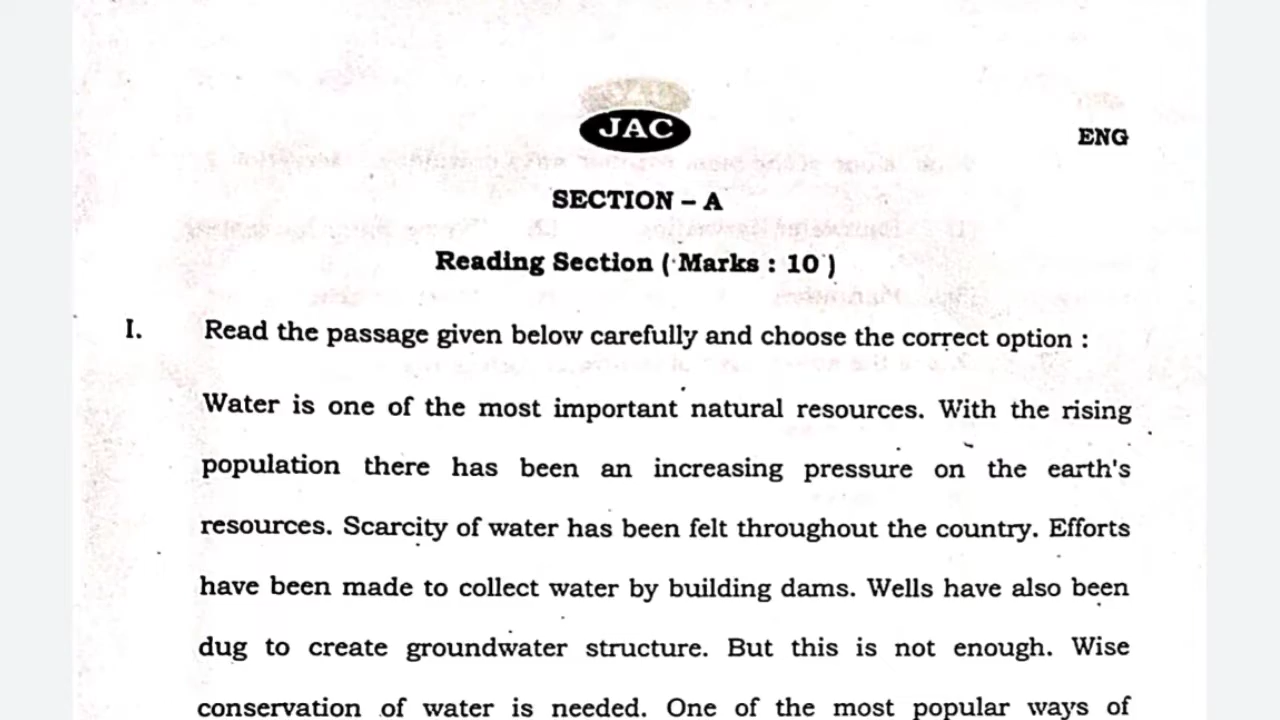 JAC
ENG
SECTION – A
Reading Section ( Marks : 10 )
I. Read the passage given below carefully and choose the correct option :
Water is one of the most important natural resources. With the rising
population there has been an increasing pressure on the earth's
resources. Scarcity of water has been felt throughout the country. Efforts
have been made to collect water by building dams. Wells have also been
dug to create groundwater structure. But this is not enough. Wise
conservation of water is needed. One of the most popular ways of